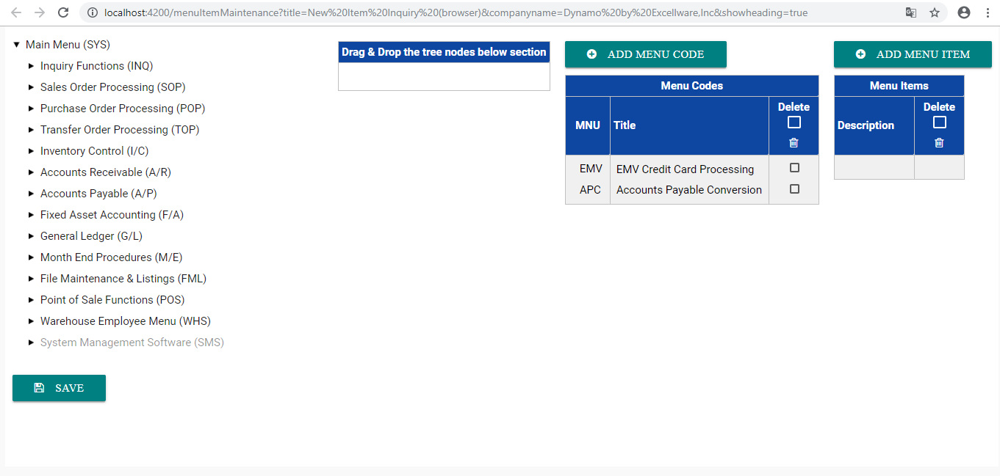 localhost:4200/menuItemMaintenance?title=New%20Item%20Inquiry%20(browser)&companyname=Dynamo%20by%20Excellware,Inc&showheading=true
Main Menu (SYS)
Inquiry Functions (INQ)
Sales Order Processing (SOP)
Purchase Order Processing (POP)
Transfer Order Processing (TOP)
Inventory Control (I/C)
Accounts Receivable (A/R)
Accounts Payable (A/P)
Fixed Asset Accounting (F/A)
General Ledger (G/L)
Month End Procedures (M/E)
File Maintenance & Listings (FML)
Point of Sale Functions (POS)
Warehouse Employee Menu (WHS)
System Management Software (SMS)
SAVE
Drag & Drop the tree nodes below section
ADD MENU CODE
Menu Codes
MNU Title Delete
EMV EMV Credit Card Processing
APC Accounts Payable Conversion
ADD MENU ITEM
Menu Items
Description Delete